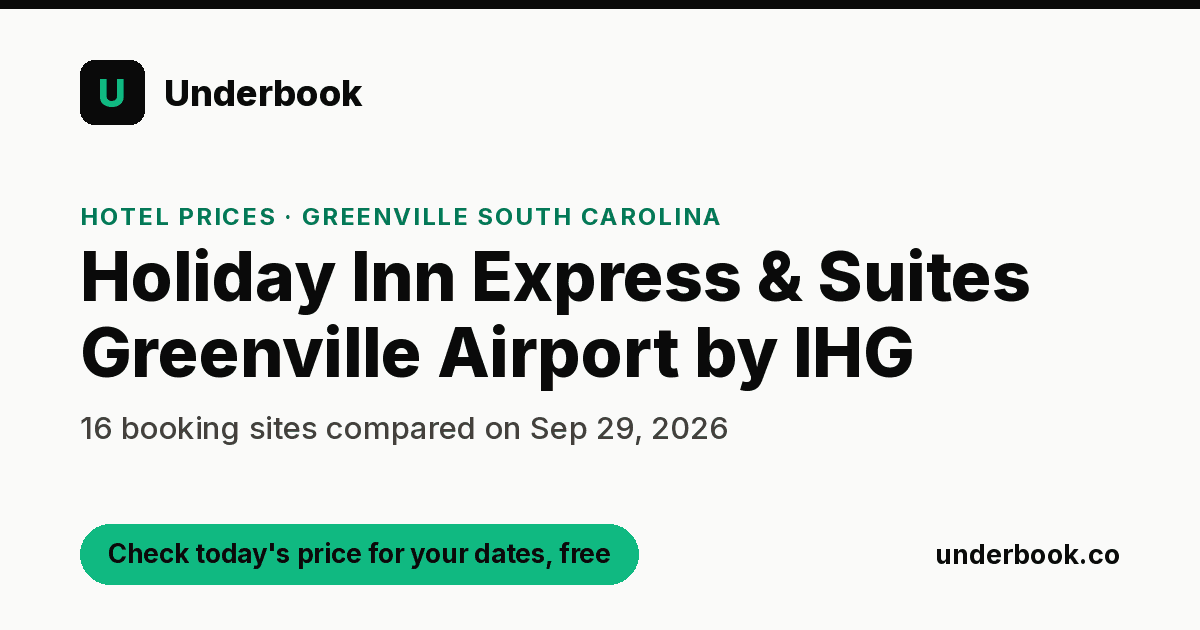 U Underbook
HOTEL PRICES · GREENVILLE SOUTH CAROLINA
Holiday Inn Express & Suites
Greenville Airport by IHG
16 booking sites compared on Sep 29, 2026
Check today's price for your dates, free
underbook.co